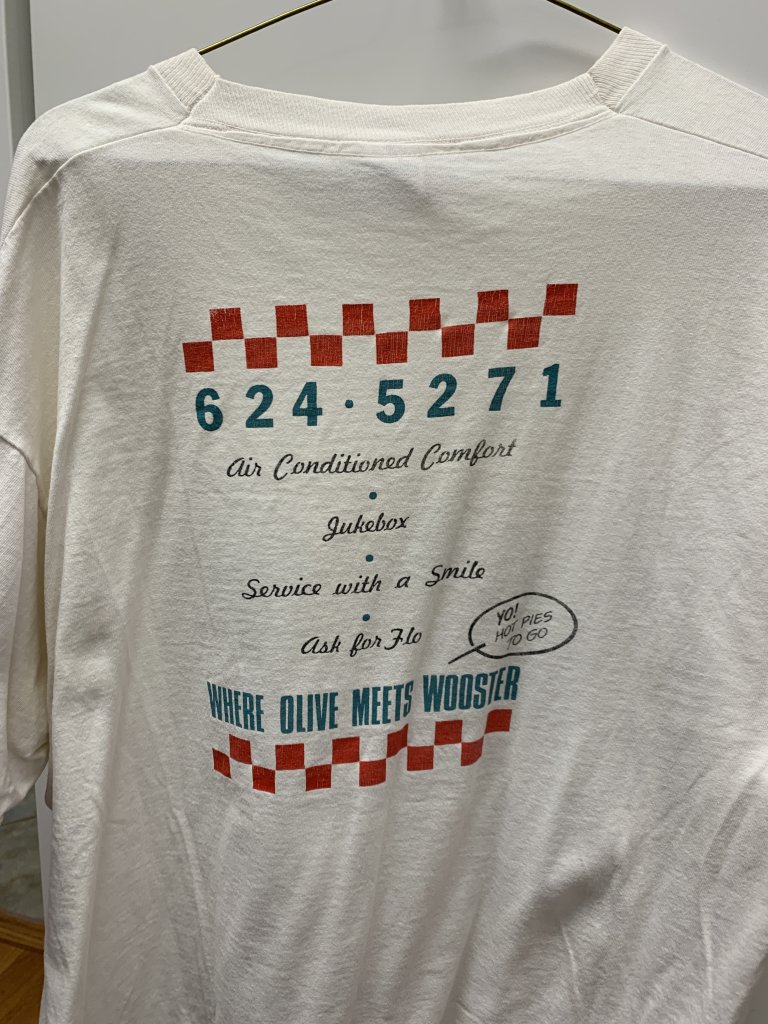 624·5271
Air Conditioned Comfort
Jukebox
Service with a Smile
Ask for Flo
YO!
HOT PIES
TO GO
WHERE OLIVE MEETS WOOSTER